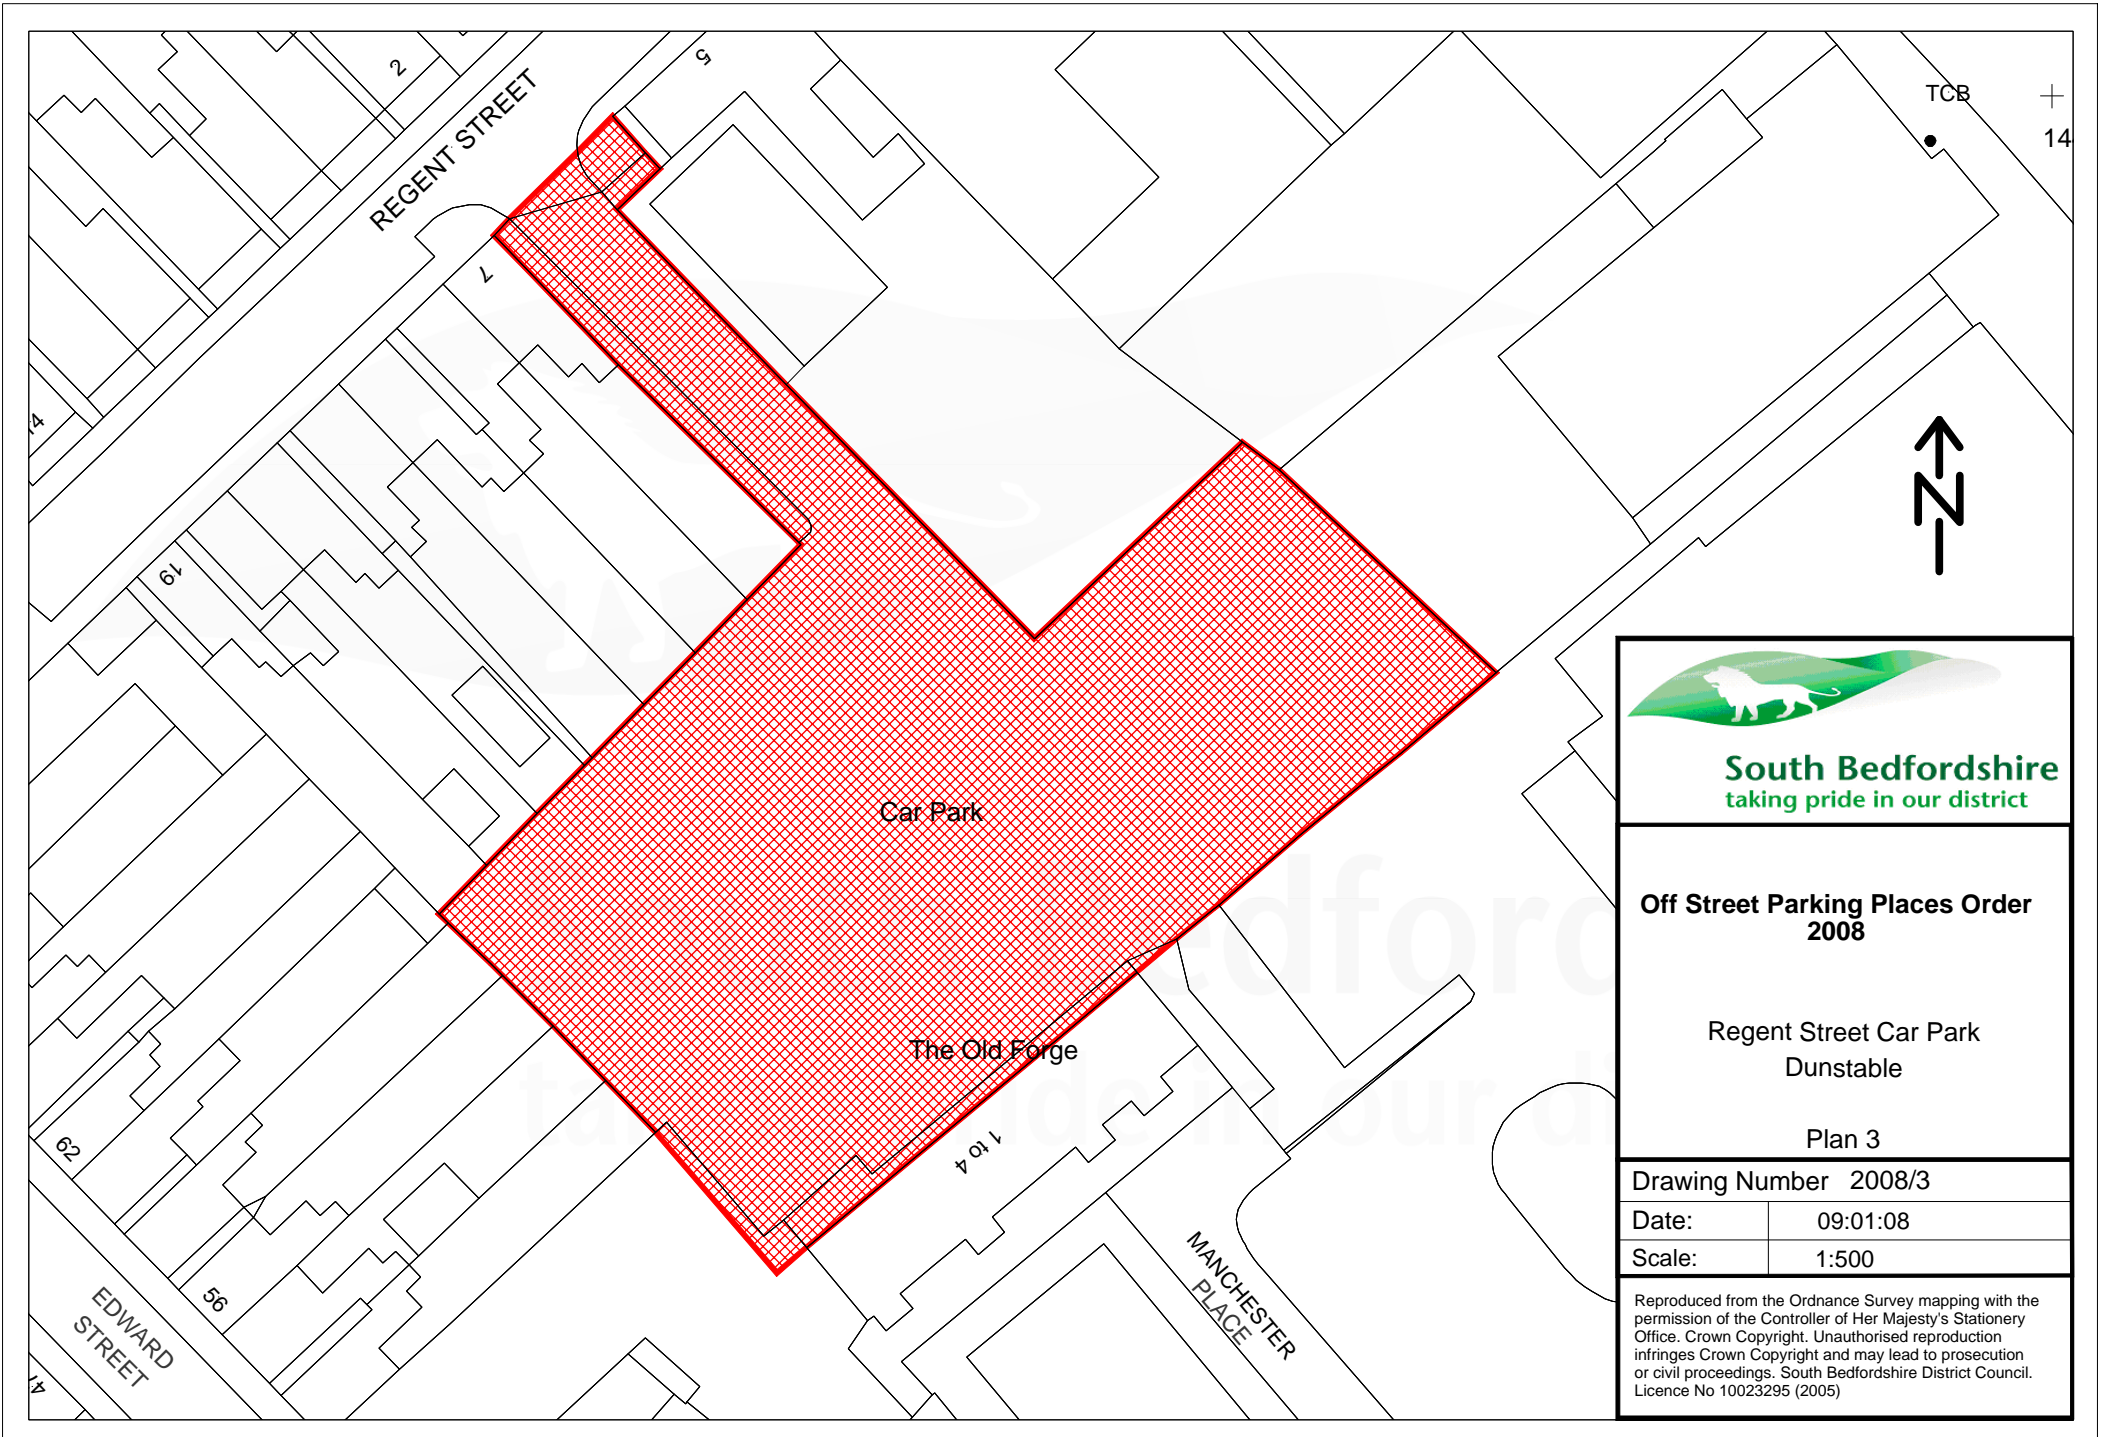 2
5
REGENT STREET
TCB
14
7
14
19
Car Park
The Old Forge
1 to 4
62
56
EDWARD
STREET
47
MANCHESTER
PLACE
N
South Bedfordshire
taking pride in our district
Off Street Parking Places Order
2008
Regent Street Car Park
Dunstable
Plan 3
Drawing Number 2008/3
Date: 09:01:08
Scale: 1:500
Reproduced from the Ordnance Survey mapping with the
permission of the Controller of Her Majesty's Stationery
Office. Crown Copyright. Unauthorised reproduction
infringes Crown Copyright and may lead to prosecution
or civil proceedings. South Bedfordshire District Council.
Licence No 10023295 (2005)